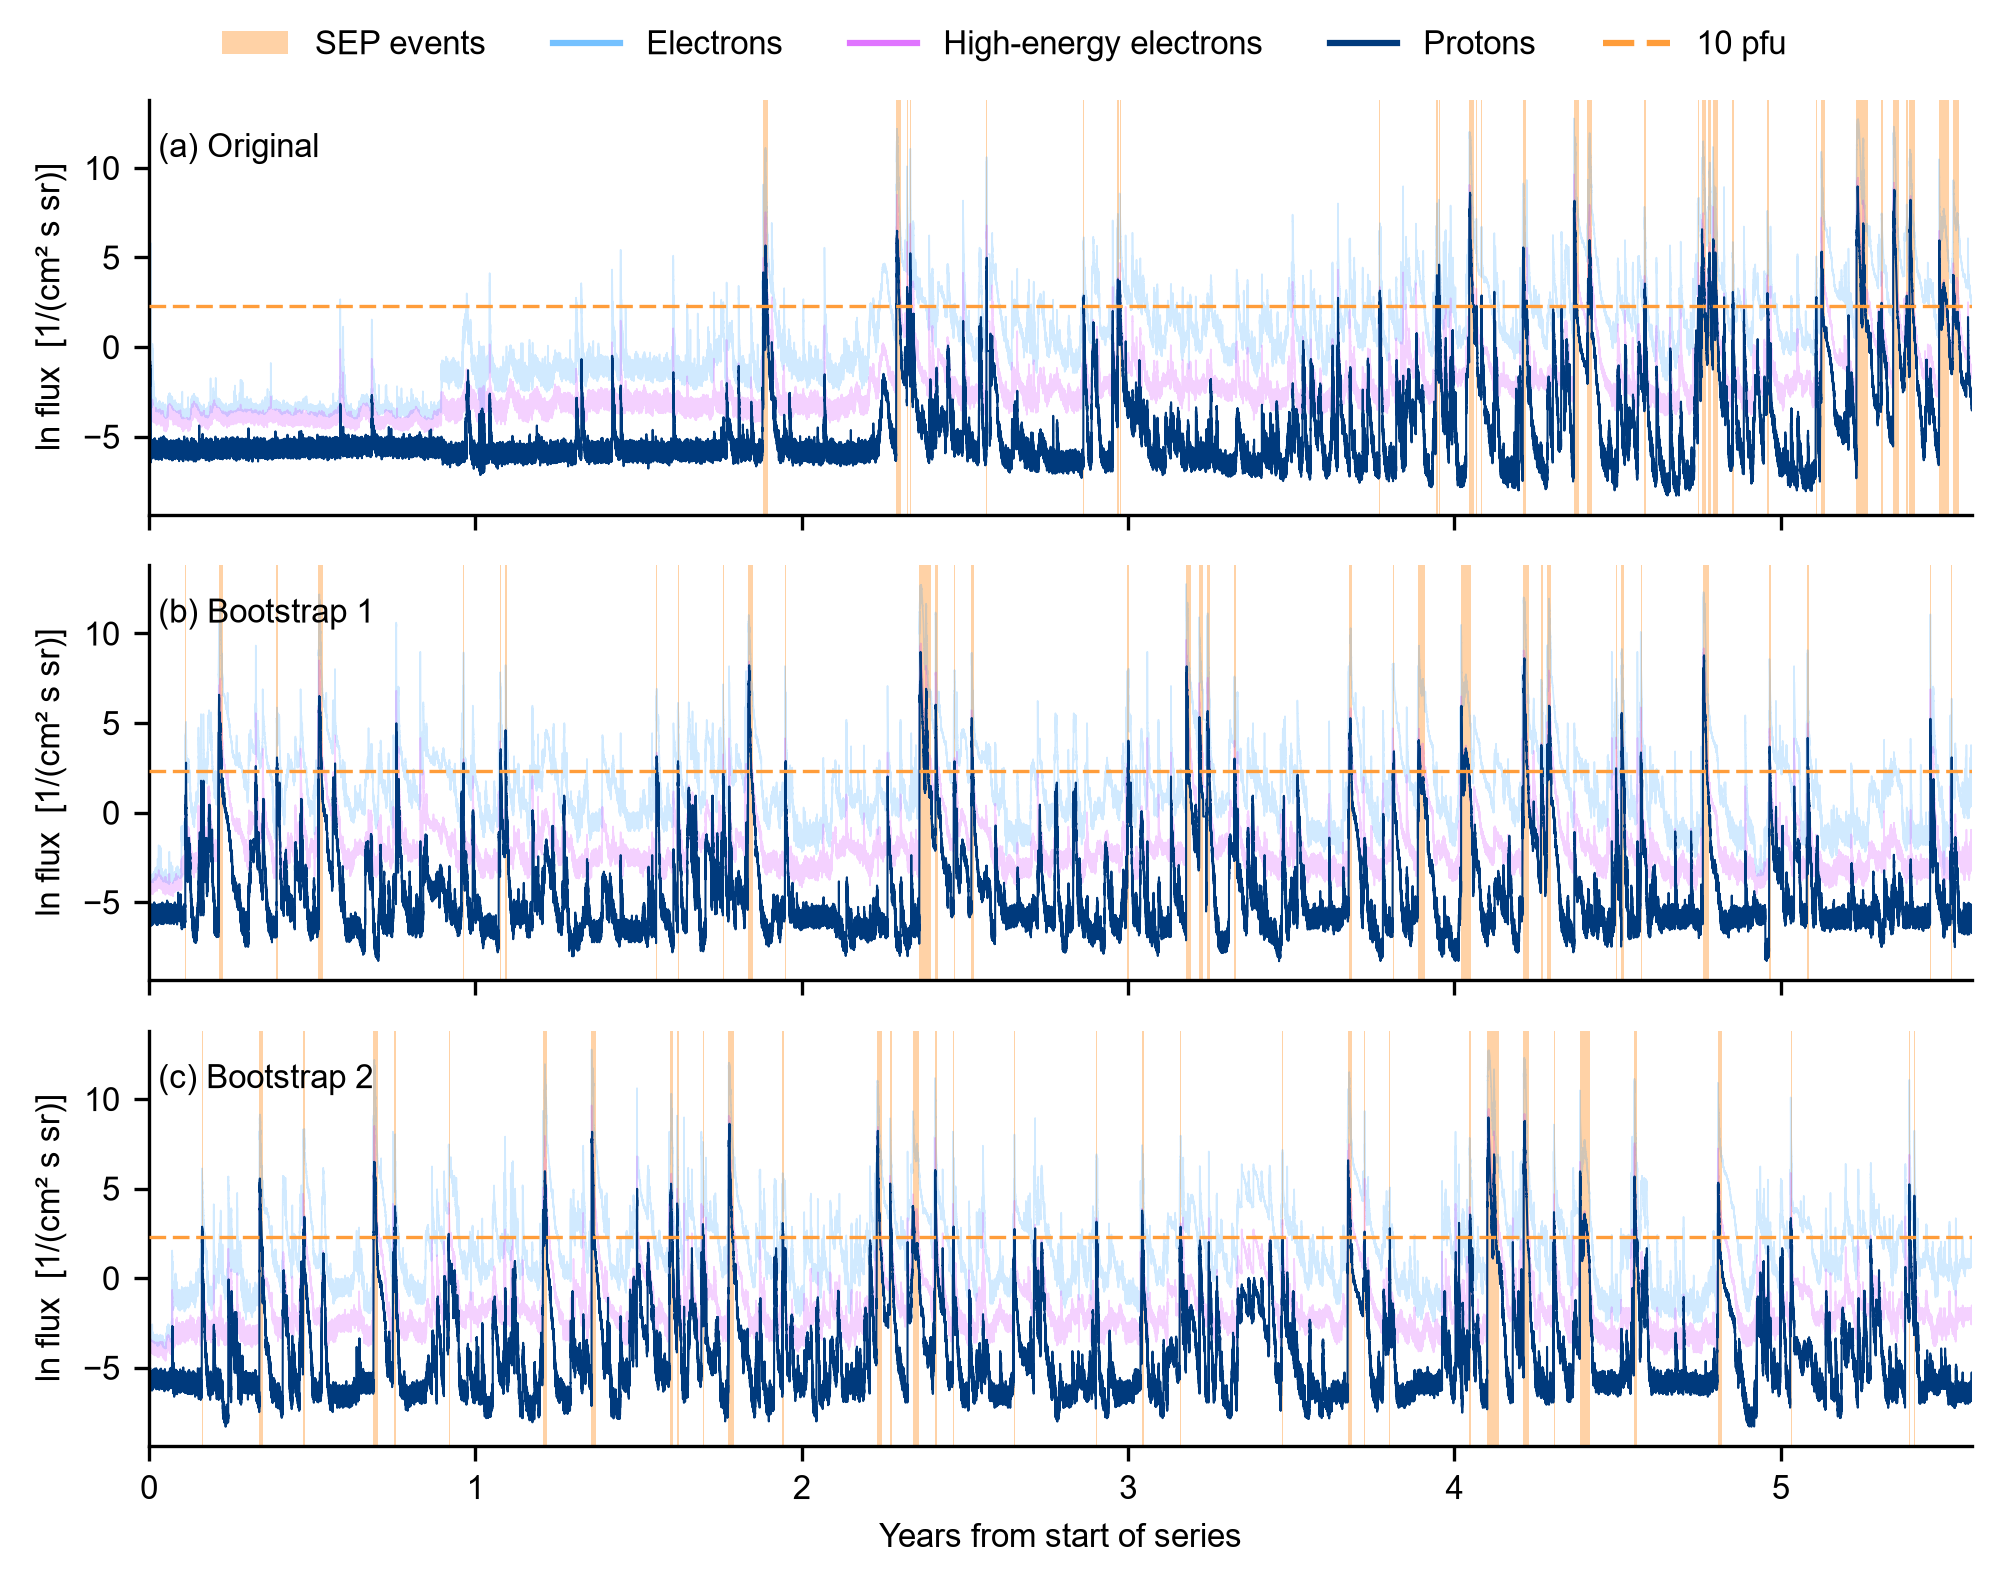 SEP events Electrons High-energy electrons Protons 10 pfu
(a) Original
ln flux [1/(cm² s sr)]
10
5
0
−5
(b) Bootstrap 1
ln flux [1/(cm² s sr)]
10
5
0
−5
(c) Bootstrap 2
ln flux [1/(cm² s sr)]
10
5
0
−5
0 1 2 3 4 5
Years from start of series